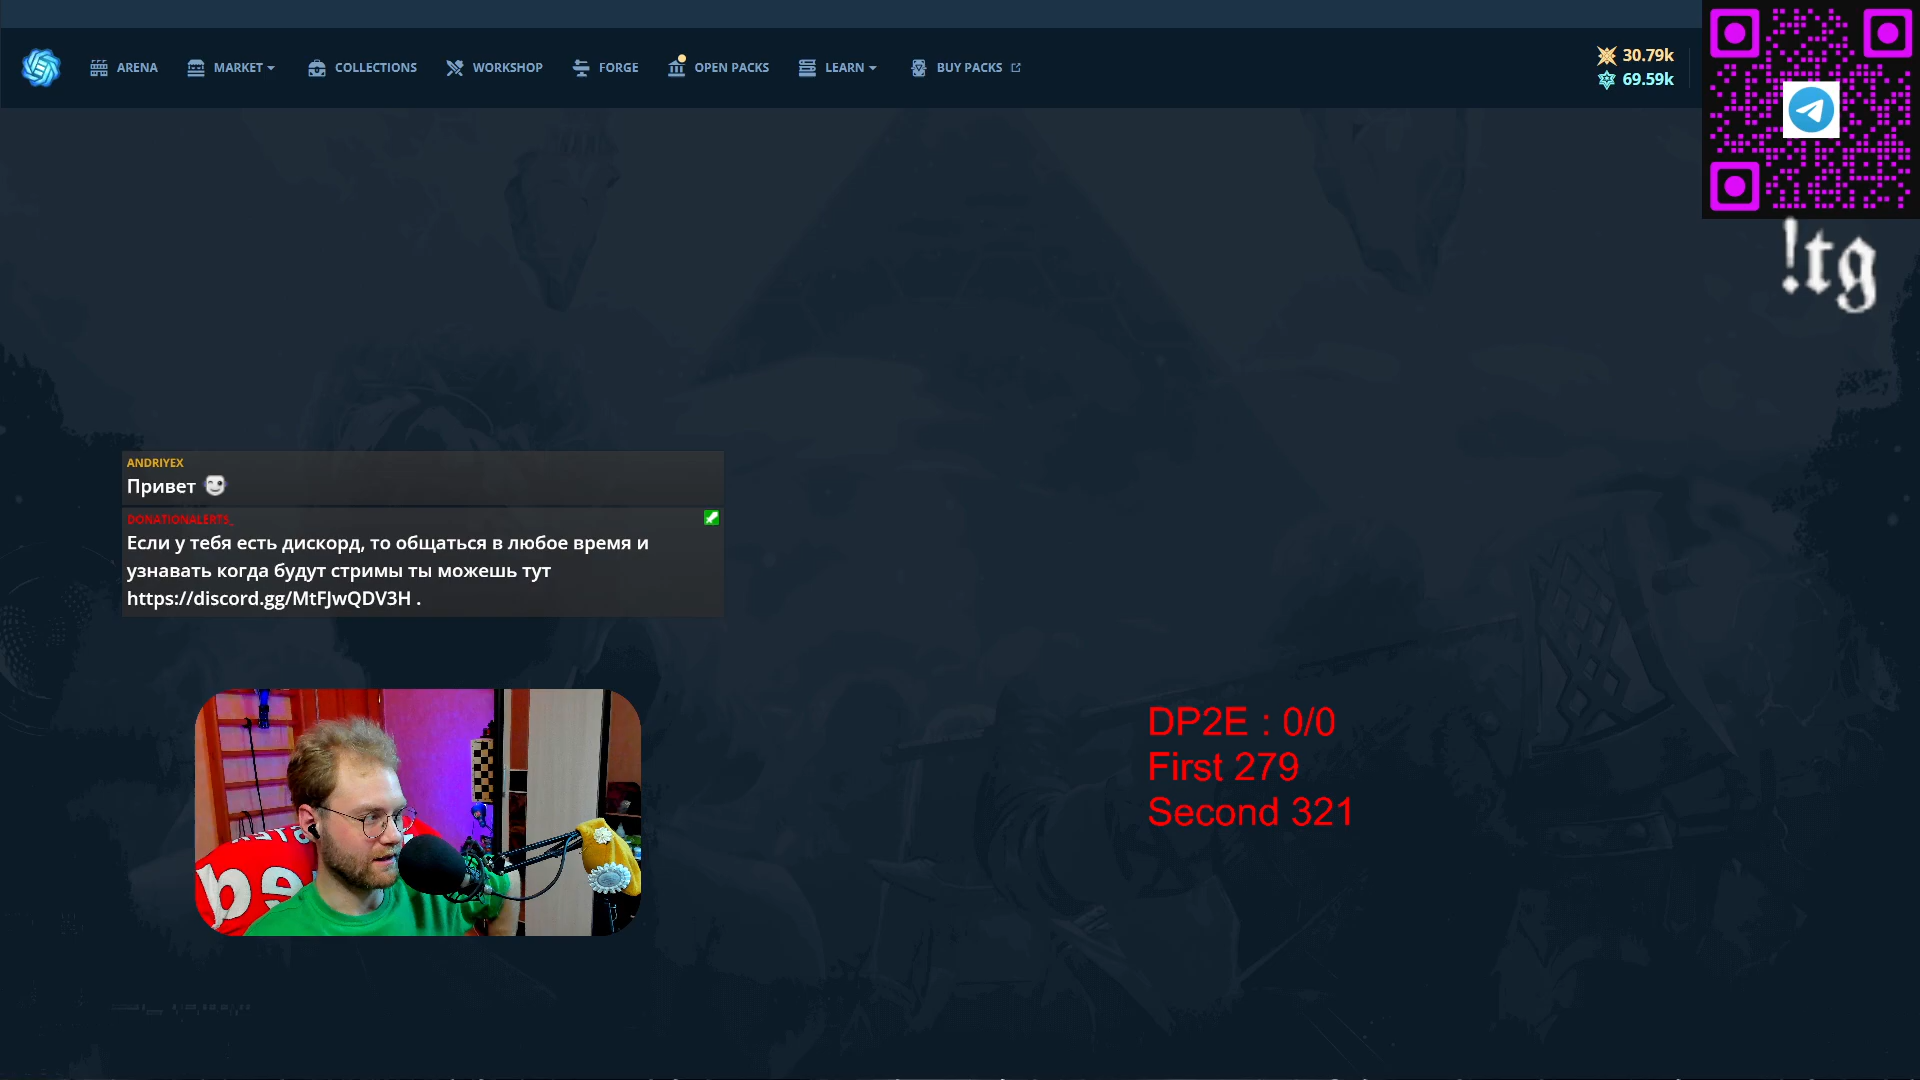 ARENA
MARKET
COLLECTIONS
WORKSHOP
FORGE
OPEN PACKS
LEARN
BUY PACKS
30.79k
69.59k
!tg
ANDRIYEX
Привет
DONATIONALERTS_
Если у тебя есть дискорд, то общаться в любое время и
узнавать когда будут стримы ты можешь тут
https://discord.gg/MtFJwQDV3H .
DP2E : 0/0
First 279
Second 321